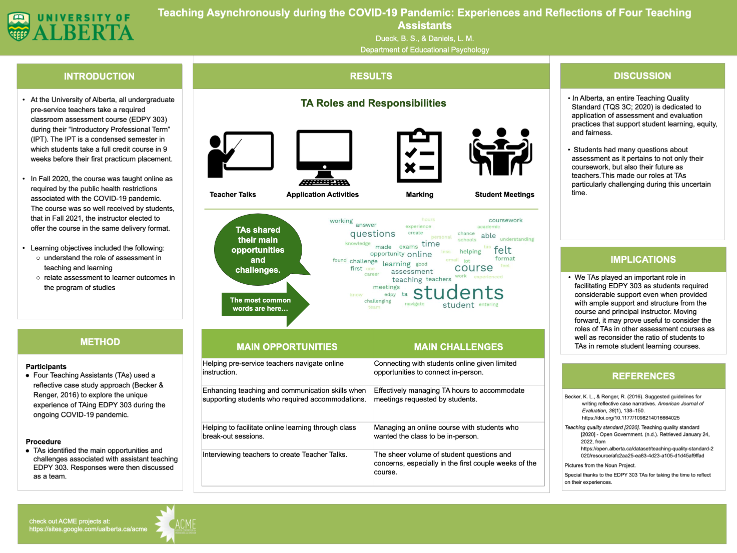 UNIVERSITY OF
ALBERTA
Teaching Asynchronously during the COVID-19 Pandemic: Experiences and Reflections of Four Teaching
Assistants
Dueck, B. S., & Daniels, L. M.
Department of Educational Psychology
INTRODUCTION
• At the University of Alberta, all undergraduate
pre-service teachers take a required
classroom assessment course (EDPY 303)
during their "Introductory Professional Term"
(IPT). The IPT is a condensed semester in
which students take a full credit course in 9
weeks before their first practicum placement.
• In Fall 2020, the course was taught online as
required by the public health restrictions
associated with the COVID-19 pandemic.
The course was so well received by students,
that in Fall 2021, the instructor elected to
offer the course in the same delivery format.
• Learning objectives included the following:
o understand the role of assessment in
teaching and learning
o relate assessment to learner outcomes in
the program of studies
METHOD
Participants
● Four Teaching Assistants (TAs) used a
reflective case study approach (Becker &
Renger, 2016) to explore the
unique experience of TAing EDPY 303 during the
ongoing COVID-19 pandemic.
Procedure
● TAs identified the main opportunities and
challenges associated with assistant teaching
EDPY 303. Responses were then discussed
as a team.
RESULTS
TA Roles and Responsibilities
Teacher Talks
Application Activities
Marking
Student Meetings
TAs shared
their main
opportunities
and
challenges.
The most common
words are here…
working
answer
experience
coursework
questions
create
chance
able
knowledge
made
exams
time
understanding
opportunity
online
helping
felt
found
challenge
learning
good
format
first
career
assessment
course
teaching
teachers
week
meetings
students
eday
ta
challenging
student
entering
MAIN OPPORTUNITIES
MAIN CHALLENGES
Helping pre-service teachers navigate online
instruction.
Connecting with students online given limited
opportunities to connect in-person.
Enhancing teaching and communication skills when
supporting students who required accommodations.
Effectively managing TA hours to accommodate
meetings requested by students.
Helping to facilitate online learning through class
break-out sessions.
Managing an online course with students who
wanted the class to be in-person.
Interviewing teachers to create Teacher Talks.
The sheer volume of student questions and
concerns, especially in the first couple weeks of the
course.
DISCUSSION
• In Alberta, an entire Teaching Quality
Standard (TQS 3C; 2020) is dedicated to
application of assessment and evaluation
practices that support student learning, equity,
and fairness.
• Students had many questions about
assessment as it pertains to not only their
coursework, but also their future as
teachers.This made our roles at TAs
particularly challenging during this uncertain
time.
IMPLICATIONS
• We TAs played an important role in
facilitating EDPY 303 as students required
considerable support even when provided
with ample support and structure from the
course and principal instructor. Moving
forward, it may prove useful to consider the
roles of TAs in other assessment courses as
well as reconsider the ratio of students to
TAs in remote student learning courses.
REFERENCES
Becker, K. L., & Renger, R. (2016). Suggested guidelines for
writing reflective case narratives. American Journal of
Evaluation, 38(1), 138–150.
https://doi.org/10.1177/1098214016664025
Teaching quality standard [2020]. Teaching quality standard
[2020] - Open Government. (n.d.). Retrieved January 24,
2022, from
Pictures from the Noun Project.
Special thanks to the EDPY 303 TAs for taking the time to reflect
on their experiences.
check out ACME projects at:
https://sites.google.com/ualberta.ca/acme
ACME